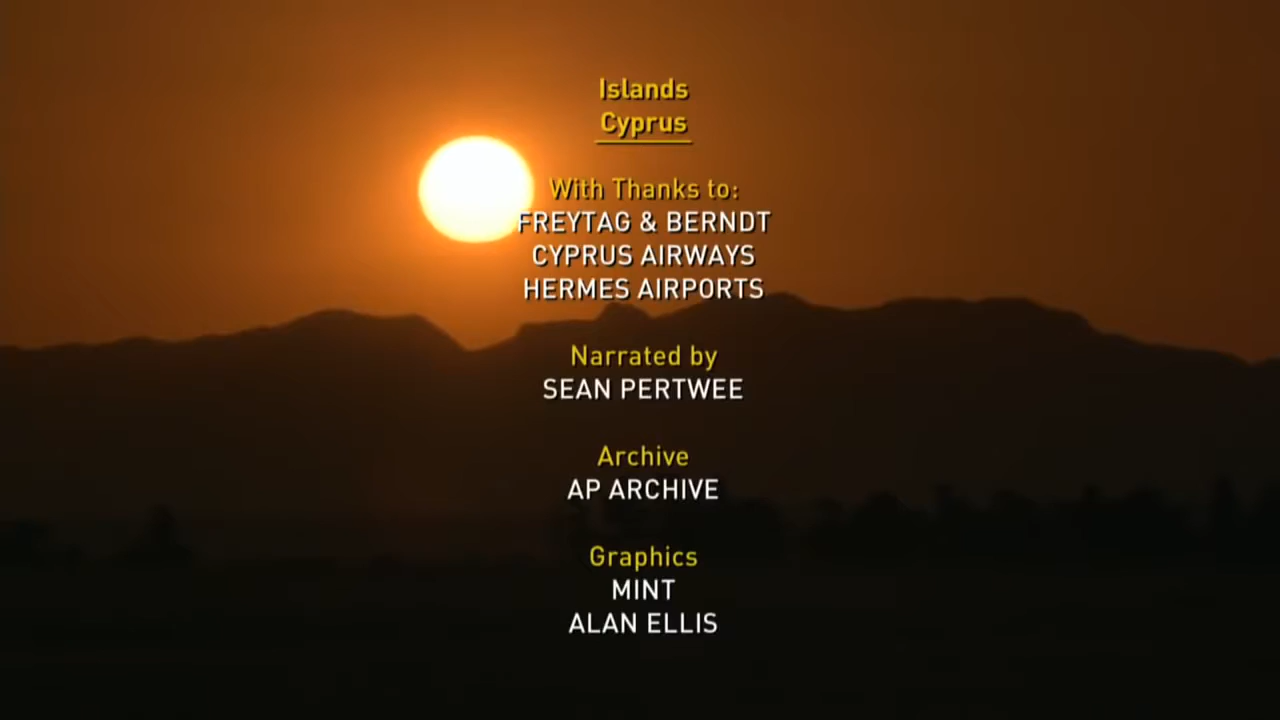 Islands
Cyprus
With Thanks to:
FREYTAG & BERNDT
CYPRUS AIRWAYS
HERMES AIRPORTS
Narrated by
SEAN PERTWEE
Archive
AP ARCHIVE
Graphics
MINT
ALAN ELLIS